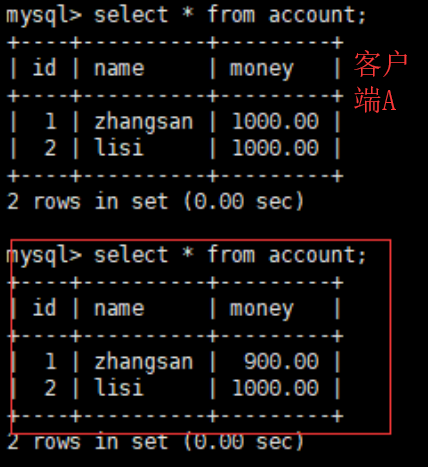 mysql> select * from account;
+----+----------+---------+
| id | name     | money   |
+----+----------+---------+
|  1 | zhangsan | 1000.00 |
|  2 | lisi     | 1000.00 |
+----+----------+---------+
2 rows in set (0.00 sec)
客户
端A
mysql> select * from account;
+----+----------+---------+
| id | name     | money   |
+----+----------+---------+
|  1 | zhangsan |  900.00 |
|  2 | lisi     | 1000.00 |
+----+----------+---------+
2 rows in set (0.00 sec)